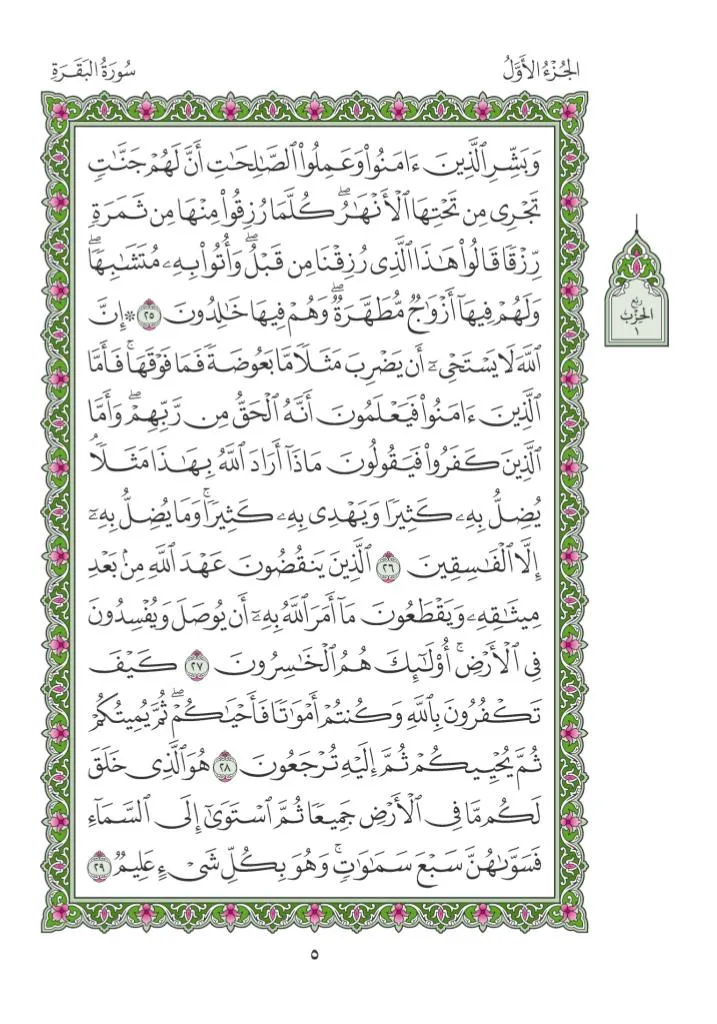 الجُزْءُ الأَوَّلُ
سُورَةُ البَقَرَةِ
وَبَشِّرِ ٱلَّذِينَ ءَامَنُوا۟ وَعَمِلُوا۟ ٱلصَّٰلِحَٰتِ أَنَّ لَهُمْ جَنَّٰتٍ
تَجْرِى مِن تَحْتِهَا ٱلْأَنْهَٰرُ ۖ كُلَّمَا رُزِقُوا۟ مِنْهَا مِن ثَمَرَةٍ
رِّزْقًا قَالُوا۟ هَٰذَا ٱلَّذِى رُزِقْنَا مِن قَبْلُ ۖ وَأُتُوا۟ بِهِۦ مُتَشَٰبِهًا ۖ
وَلَهُمْ فِيهَآ أَزْوَٰجٌ مُّطَهَّرَةٌ ۖ وَهُمْ فِيهَا خَٰلِدُونَ ٢٥ ۞ إِنَّ
ٱللَّهَ لَا يَسْتَحْىِۦٓ أَن يَضْرِبَ مَثَلًا مَّا بَعُوضَةً فَمَا فَوْقَهَا ۚ فَأَمَّا
ٱلَّذِينَ ءَامَنُوا۟ فَيَعْلَمُونَ أَنَّهُ ٱلْحَقُّ مِن رَّبِّهِمْ ۖ وَأَمَّا
ٱلَّذِينَ كَفَرُوا۟ فَيَقُولُونَ مَاذَآ أَرَادَ ٱللَّهُ بِهَٰذَا مَثَلًا ۘ
يُضِلُّ بِهِۦ كَثِيرًا وَيَهْدِى بِهِۦ كَثِيرًا ۚ وَمَا يُضِلُّ بِهِۦٓ
إِلَّا ٱلْفَٰسِقِينَ ٢٦ ٱلَّذِينَ يَنقُضُونَ عَهْدَ ٱللَّهِ مِنۢ بَعْدِ
مِيثَٰقِهِۦ وَيَقْطَعُونَ مَآ أَمَرَ ٱللَّهُ بِهِۦٓ أَن يُوصَلَ وَيُفْسِدُونَ
فِى ٱلْأَرْضِ ۚ أُو۟لَٰٓئِكَ هُمُ ٱلْخَٰسِرُونَ ٢٧ كَيْفَ
تَكْفُرُونَ بِٱللَّهِ وَكُنتُمْ أَمْوَٰتًا فَأَحْيَٰكُمْ ۖ ثُمَّ يُمِيتُكُمْ
ثُمَّ يُحْيِيكُمْ ثُمَّ إِلَيْهِ تُرْجَعُونَ ٢٨ هُوَ ٱلَّذِى خَلَقَ
لَكُم مَّا فِى ٱلْأَرْضِ جَمِيعًا ثُمَّ ٱسْتَوَىٰٓ إِلَى ٱلسَّمَآءِ
فَسَوَّىٰهُنَّ سَبْعَ سَمَٰوَٰتٍ ۚ وَهُوَ بِكُلِّ شَىْءٍ عَلِيمٌ ٢٩
ربع
الحِزْب
١
٥